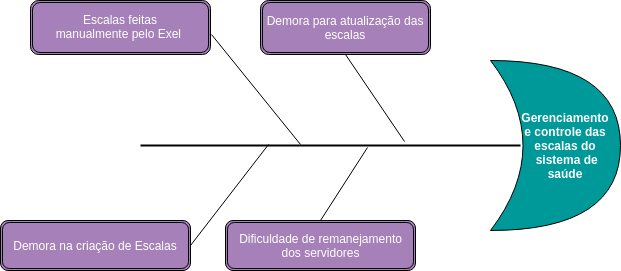 Escalas feitas
manualmente pelo Exel
Demora para atualização das
escalas
Gerenciamento
e controle das
escalas do
sistema de
saúde
Demora na criação de Escalas
Dificuldade de remanejamento
dos servidores